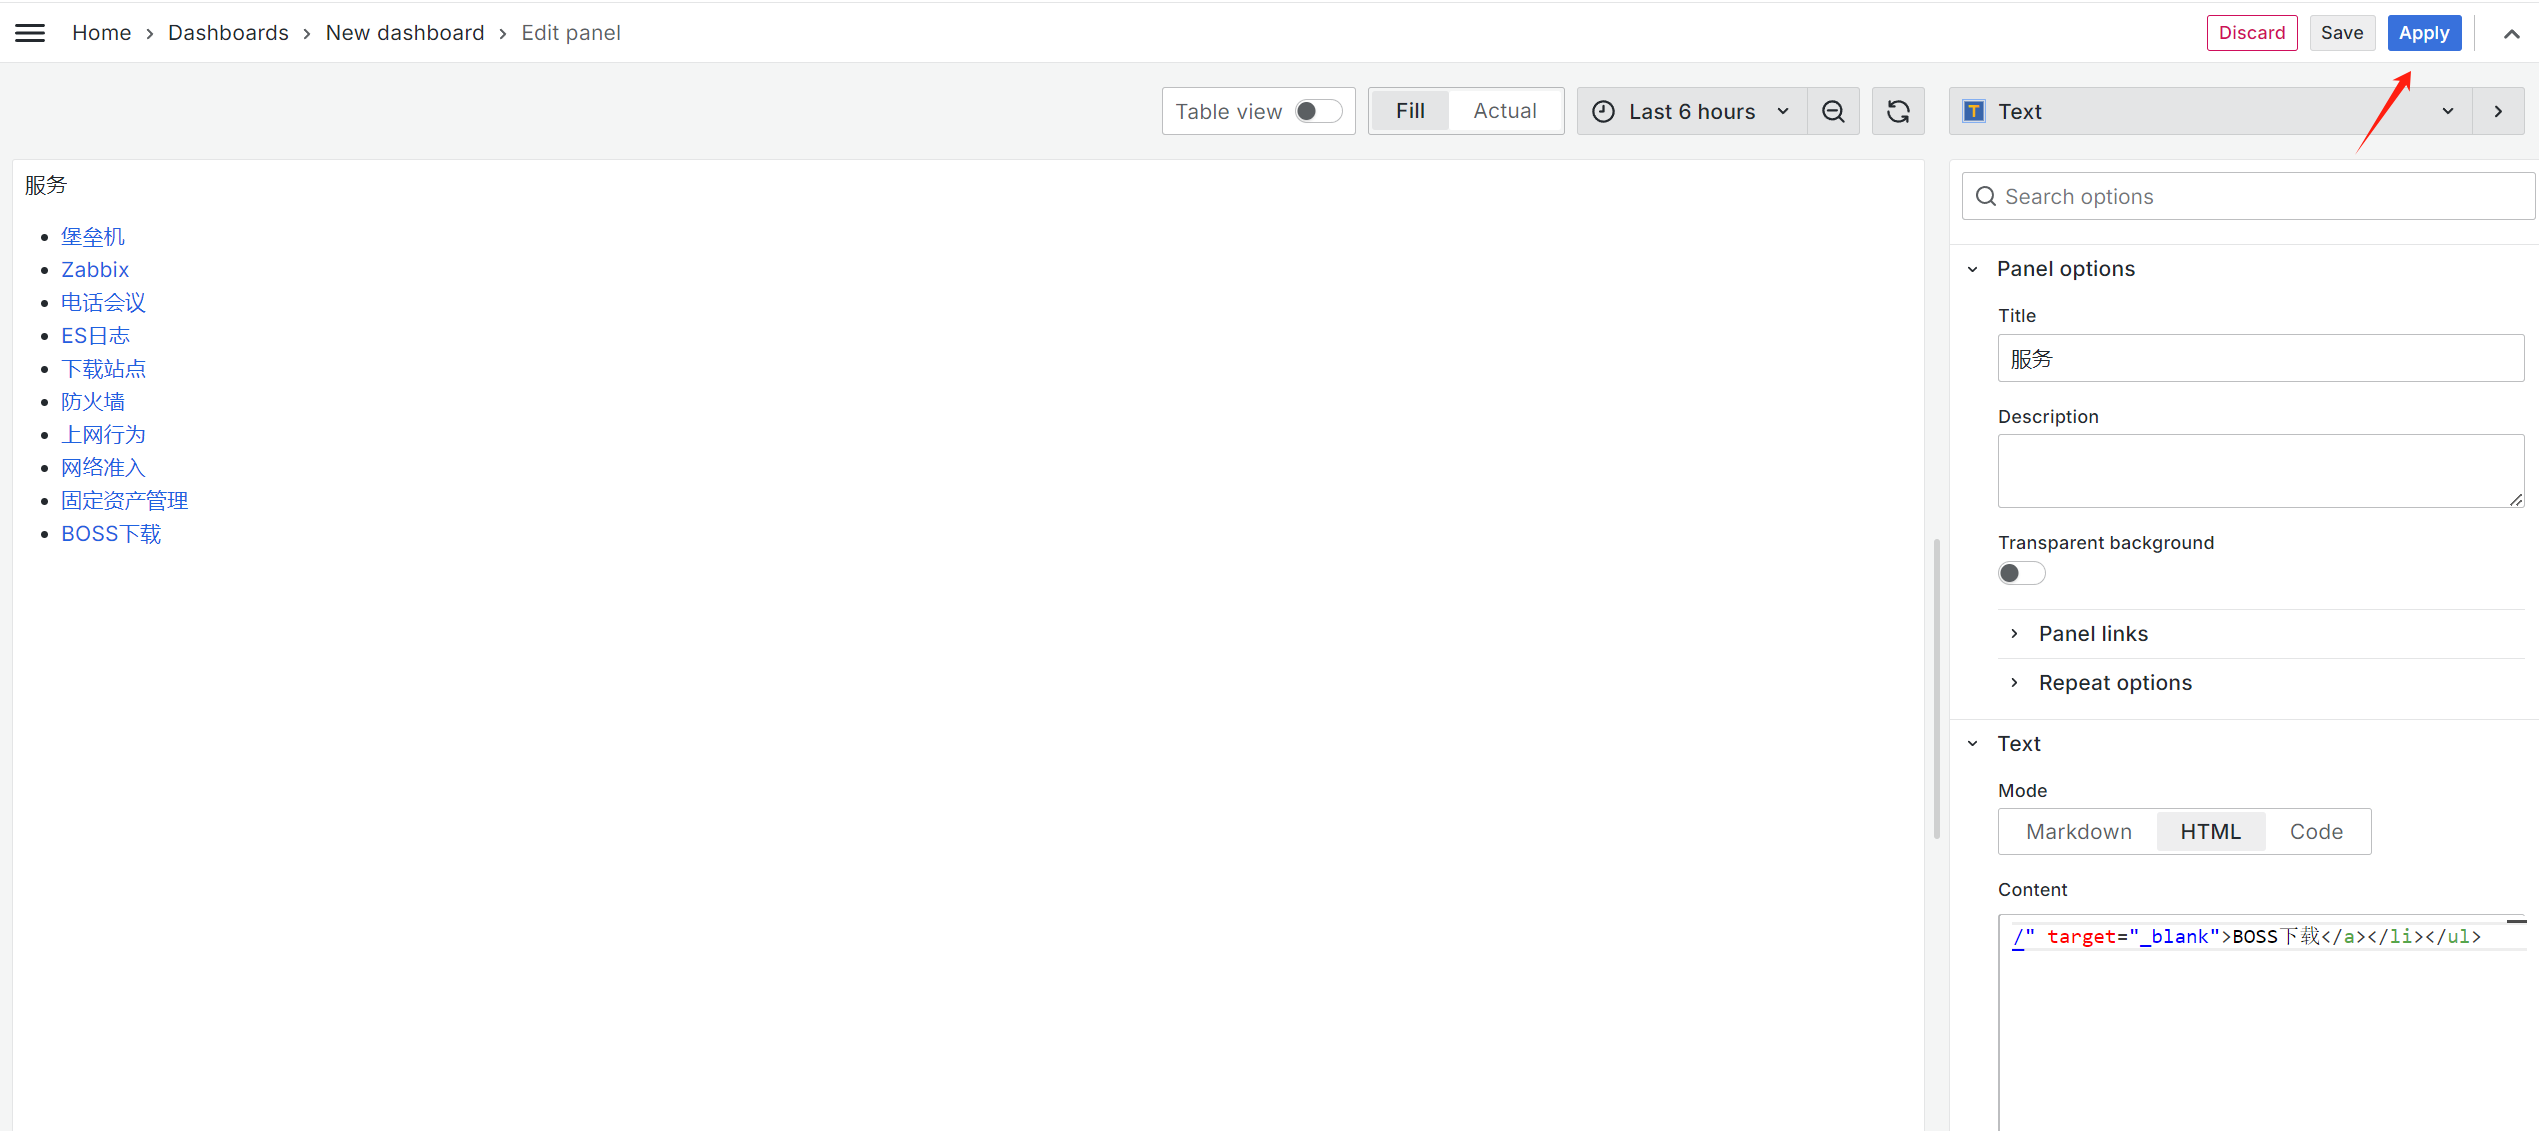 Home › Dashboards › New dashboard › Edit panel
Discard Save Apply
Table view Fill Actual Last 6 hours
T Text
服务
堡垒机
Zabbix
电话会议
ES日志
下载站点
防火墙
上网行为
网络准入
固定资产管理
BOSS下载
Search options
Panel options
Title
服务
Description
Transparent background
Panel links
Repeat options
Text
Mode
Markdown HTML Code
Content
/" target="_blank">BOSS下载</a></li></ul>